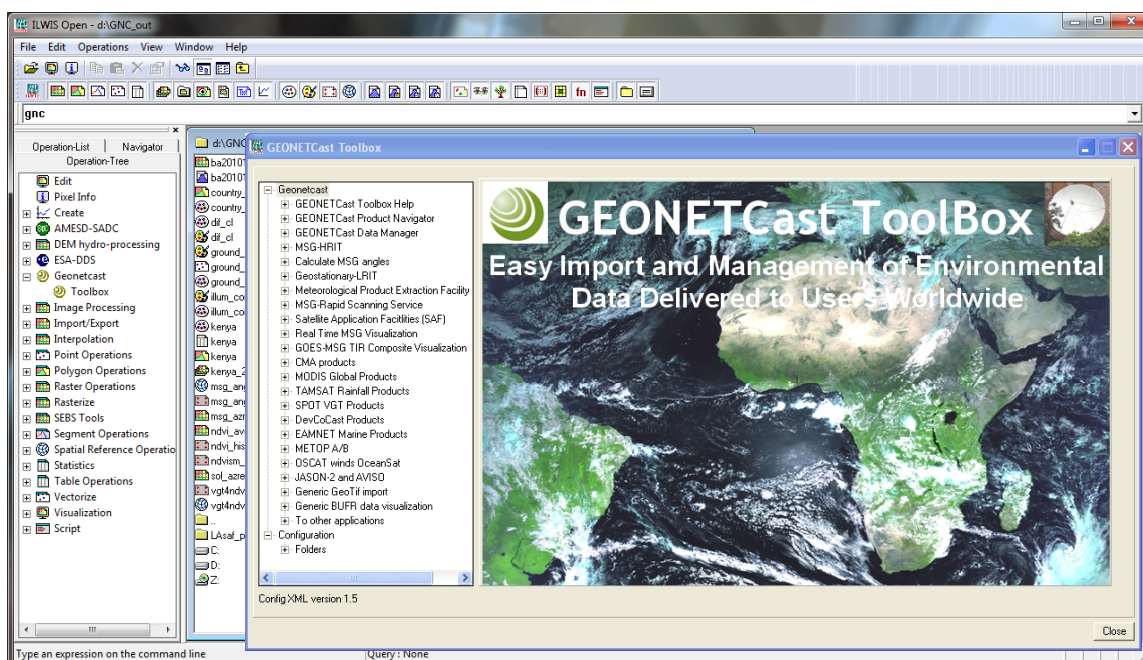 ILWIS Open - d:\GNC_out
File Edit Operations View Window Help
gnc
Operation-List Navigator
Operation-Tree
Edit
Pixel Info
Create
AMESD-SADC
DEM hydro-processing
ESA-DDS
Geonetcast
Toolbox
Image Processing
Import/Export
Interpolation
Point Operations
Polygon Operations
Raster Operations
Rasterize
SEBS Tools
Segment Operations
Spatial Reference Operatio
Statistics
Table Operations
Vectorize
Visualization
Script
d:\GNC
ba2010
ba2010
country_
country_
dif_cl
dif_cl
ground_
ground_
ground_
illum_co
illum_co
kenya
kenya
kenya
kenya_2
msg_an
msg_an
msg_az
ndvi_av
ndvi_his
ndvism_
sol_azre
vgt4ndv
vgt4ndv
..
LAsaf_p
C:
D:
Z:
GEONETCast Toolbox
Geonetcast
GEONETCast Toolbox Help
GEONETCast Product Navigator
GEONETCast Data Manager
MSG-HRIT
Calculate MSG angles
Geostationary-LRIT
Meteorological Product Extraction Facility
MSG-Rapid Scanning Service
Satellite Application Facitlities (SAF)
Real Time MSG Visualization
GOES-MSG TIR Composite Visualization
CMA products
MODIS Global Products
TAMSAT Rainfall Products
SPOT VGT Products
DevCoCast Products
EAMNET Marine Products
METOP A/B
OSCAT winds OceanSat
JASON-2 and AVISO
Generic GeoTif import
Generic BUFR data visualization
To other applications
Configuration
Folders
GEONETCast ToolBox
Easy Import and Management of Environmental
Data Delivered to Users Worldwide
Config XML version 1.5
Close
Type an expression on the command line Query : None